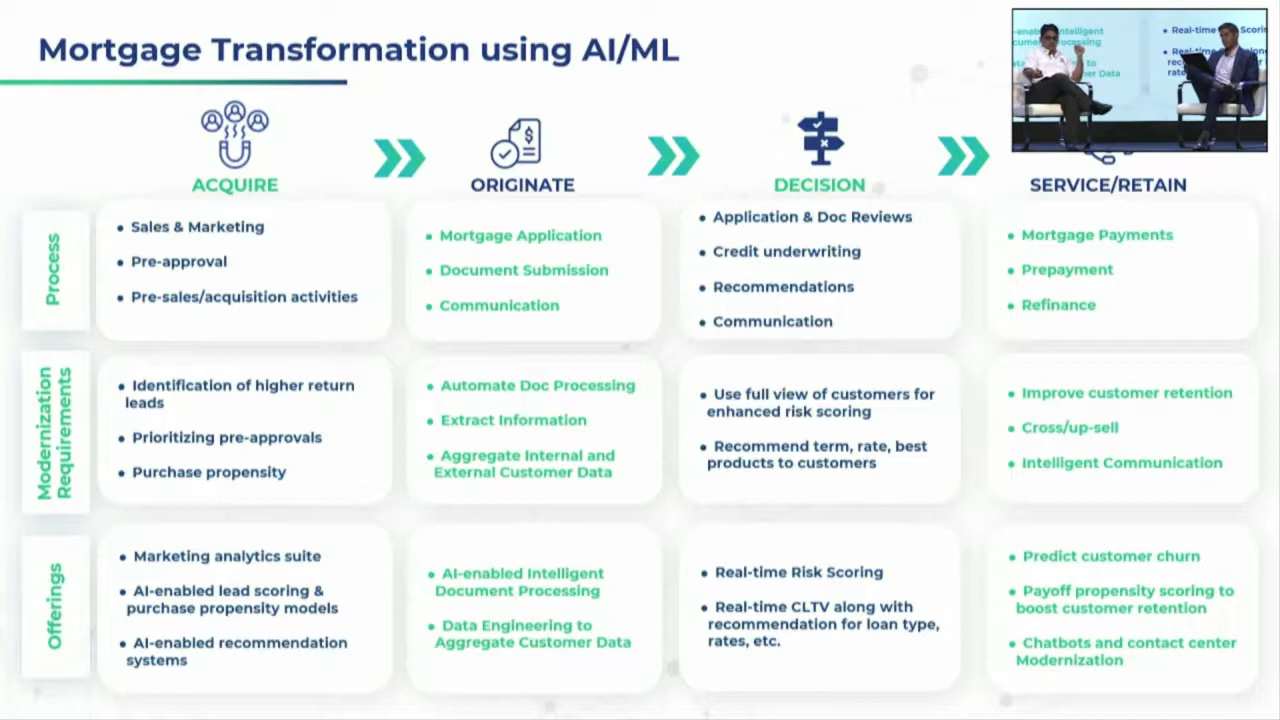 Mortgage Transformation using AI/ML
ACQUIRE
ORIGINATE
DECISION
SERVICE/RETAIN
Process
• Sales & Marketing
• Pre-approval
• Pre-sales/acquisition activities
• Mortgage Application
• Document Submission
• Communication
• Application & Doc Reviews
• Credit underwriting
• Recommendations
• Communication
• Mortgage Payments
• Prepayment
• Refinance
Modernization
Requirements
• Identification of higher return
leads
• Prioritizing pre-approvals
• Purchase propensity
• Automate Doc Processing
• Extract Information
• Aggregate Internal and
External Customer Data
• Use full view of customers for
enhanced risk scoring
• Recommend term, rate, best
products to customers
• Improve customer retention
• Cross/up-sell
• Intelligent Communication
Offerings
• Marketing analytics suite
• AI-enabled lead scoring &
purchase propensity models
• AI-enabled recommendation
systems
• AI-enabled Intelligent
Document Processing
• Data Engineering to
Aggregate Customer Data
• Real-time Risk Scoring
• Real-time CLTV along with
recommendation for loan type,
rates, etc.
• Predict customer churn
• Payoff propensity scoring to
boost customer retention
• Chatbots and contact center
Modernization